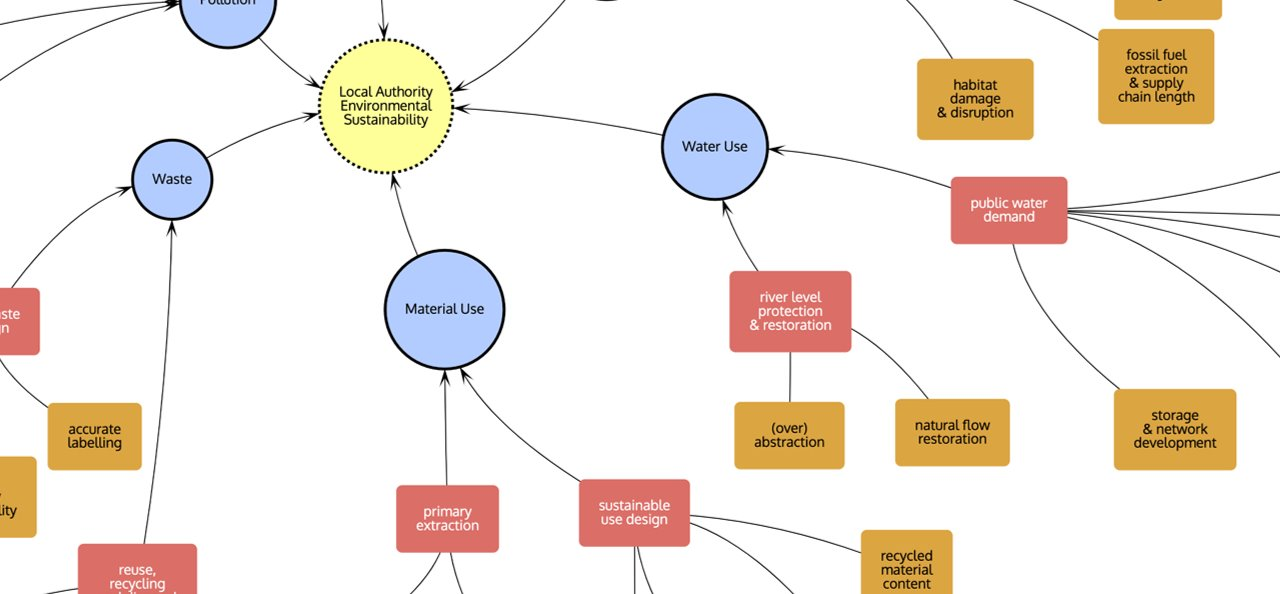 Pollution
Local Authority
Environmental
Sustainability
habitat
damage
& disruption
fossil fuel
extraction
& supply
chain length
Water Use
Waste
public water
demand
Material Use
river level
protection
& restoration
accurate
labelling
(over)
abstraction
natural flow
restoration
storage
& network
development
primary
extraction
sustainable
use design
reuse,
recycling
recycled
material
content